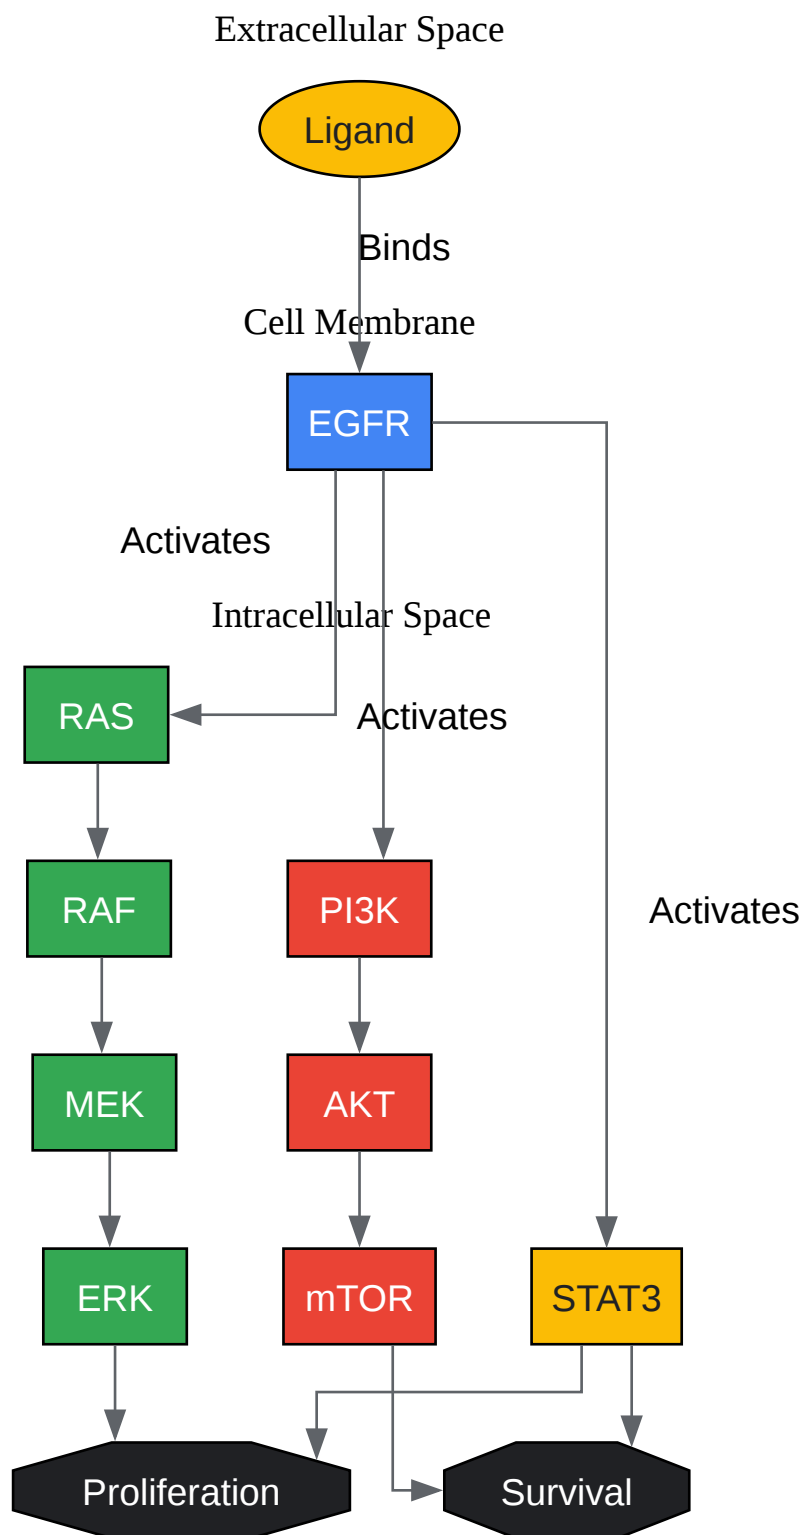 Extracellular Space
Ligand
Binds
Cell Membrane
EGFR
Activates
Intracellular Space
RAS
Activates
RAF
PI3K
Activates
MEK
AKT
ERK
mTOR
STAT3
Proliferation
Survival